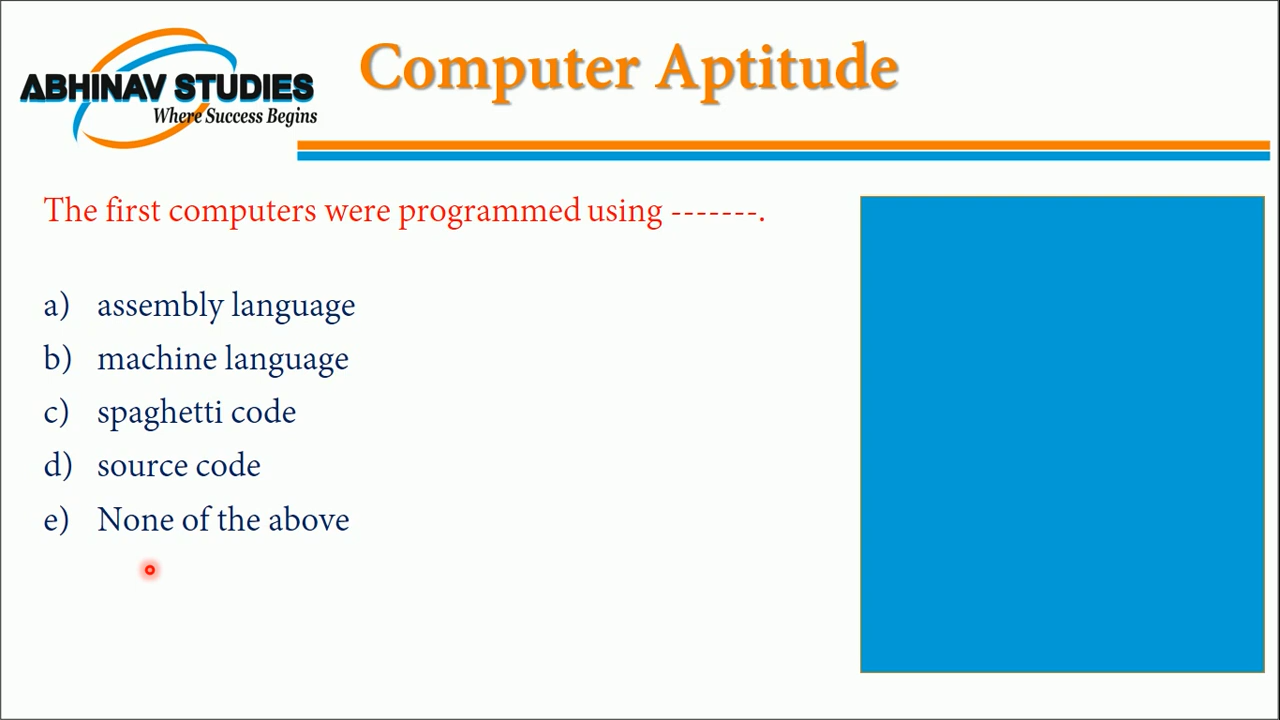 ABHINAV STUDIES
Where Success Begins
Computer Aptitude
The first computers were programmed using -------.
a) assembly language
b) machine language
c) spaghetti code
d) source code
e) None of the above